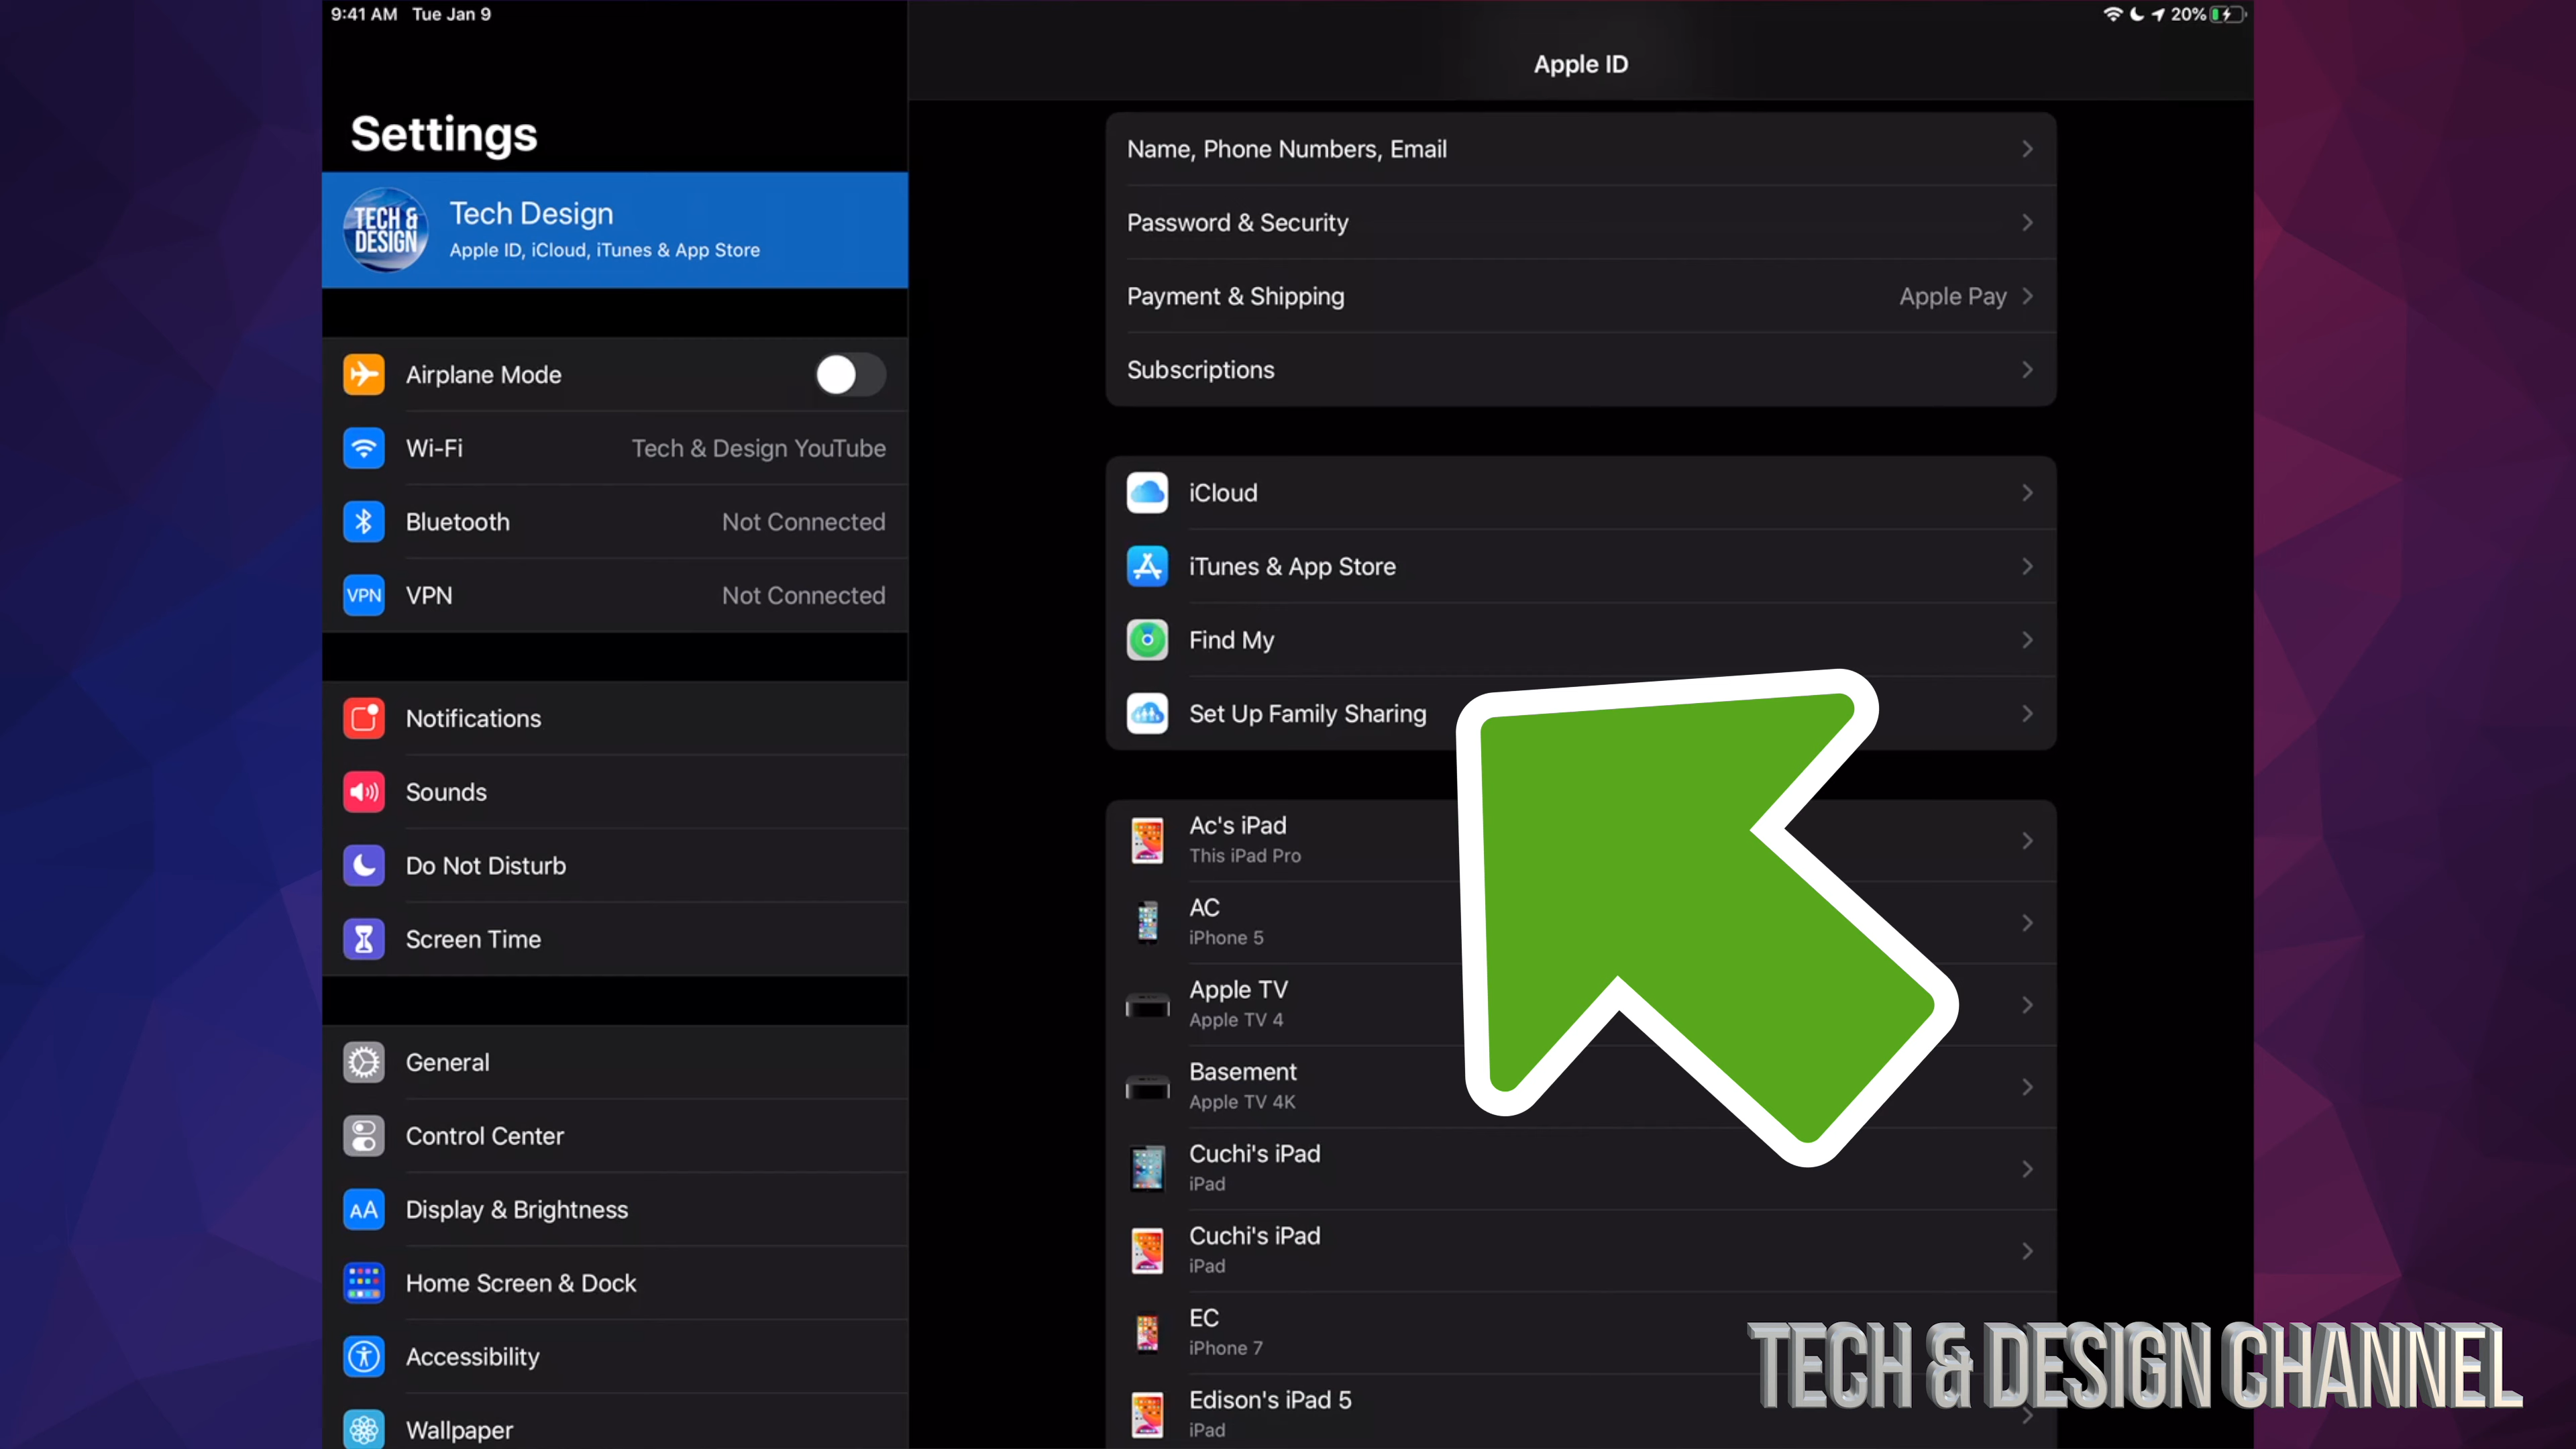 9:41 AM Tue Jan 9
20%
Settings
TECH &
DESIGN
Tech Design
Apple ID, iCloud, iTunes & App Store
Airplane Mode
Wi-Fi Tech & Design YouTube
Bluetooth Not Connected
VPN VPN Not Connected
Notifications
Sounds
Do Not Disturb
Screen Time
General
Control Center
AA Display & Brightness
Home Screen & Dock
Accessibility
Wallpaper
Apple ID
Name, Phone Numbers, Email
Password & Security
Payment & Shipping Apple Pay
Subscriptions
iCloud
iTunes & App Store
Find My
Set Up Family Sharing
Ac's iPad
This iPad Pro
AC
iPhone 5
Apple TV
Apple TV 4
Basement
Apple TV 4K
Cuchi's iPad
iPad
Cuchi's iPad
iPad
EC
iPhone 7
Edison's iPad 5
iPad
TECH & DESIGN CHANNEL